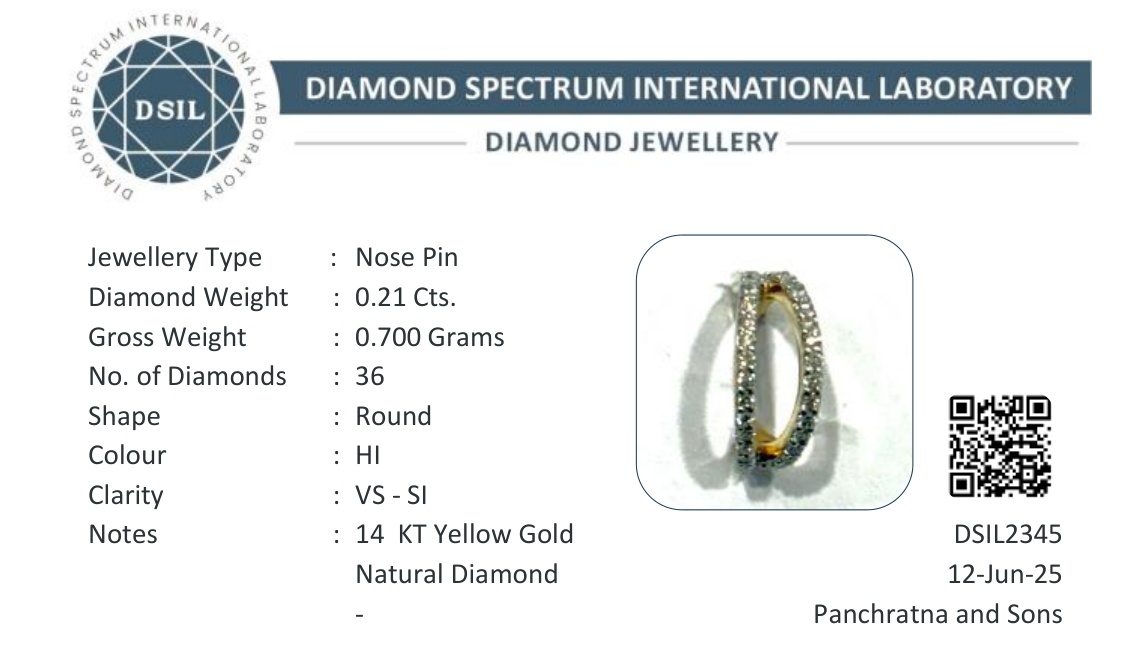 DIAMOND SPECTRUM INTERNATIONAL LABORATORY
DSIL
DIAMOND SPECTRUM INTERNATIONAL LABORATORY
DIAMOND JEWELLERY
Jewellery Type : Nose Pin
Diamond Weight : 0.21 Cts.
Gross Weight : 0.700 Grams
No. of Diamonds : 36
Shape : Round
Colour : HI
Clarity : VS - SI
Notes : 14 KT Yellow Gold
Natural Diamond
-
DSIL2345
12-Jun-25
Panchratna and Sons